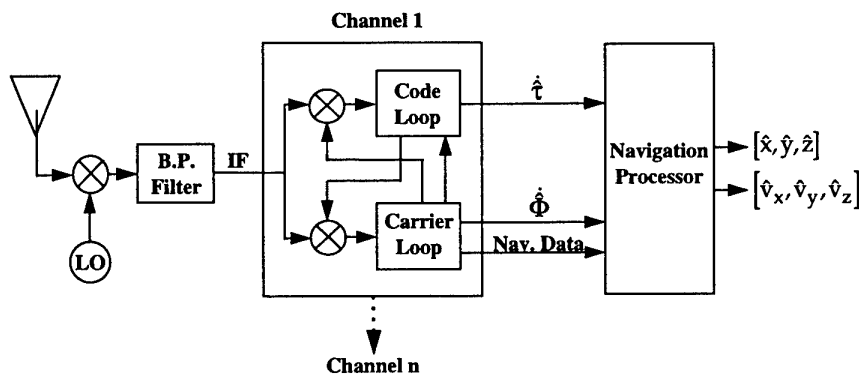 Channel 1
Code
Loop
τ̂̇
B.P.
Filter
IF
Navigation
Processor
[x̂, ŷ, ẑ]
[v̂x, v̂y, v̂z]
Carrier
Loop
Φ̂̇
Nav. Data
LO
Channel n